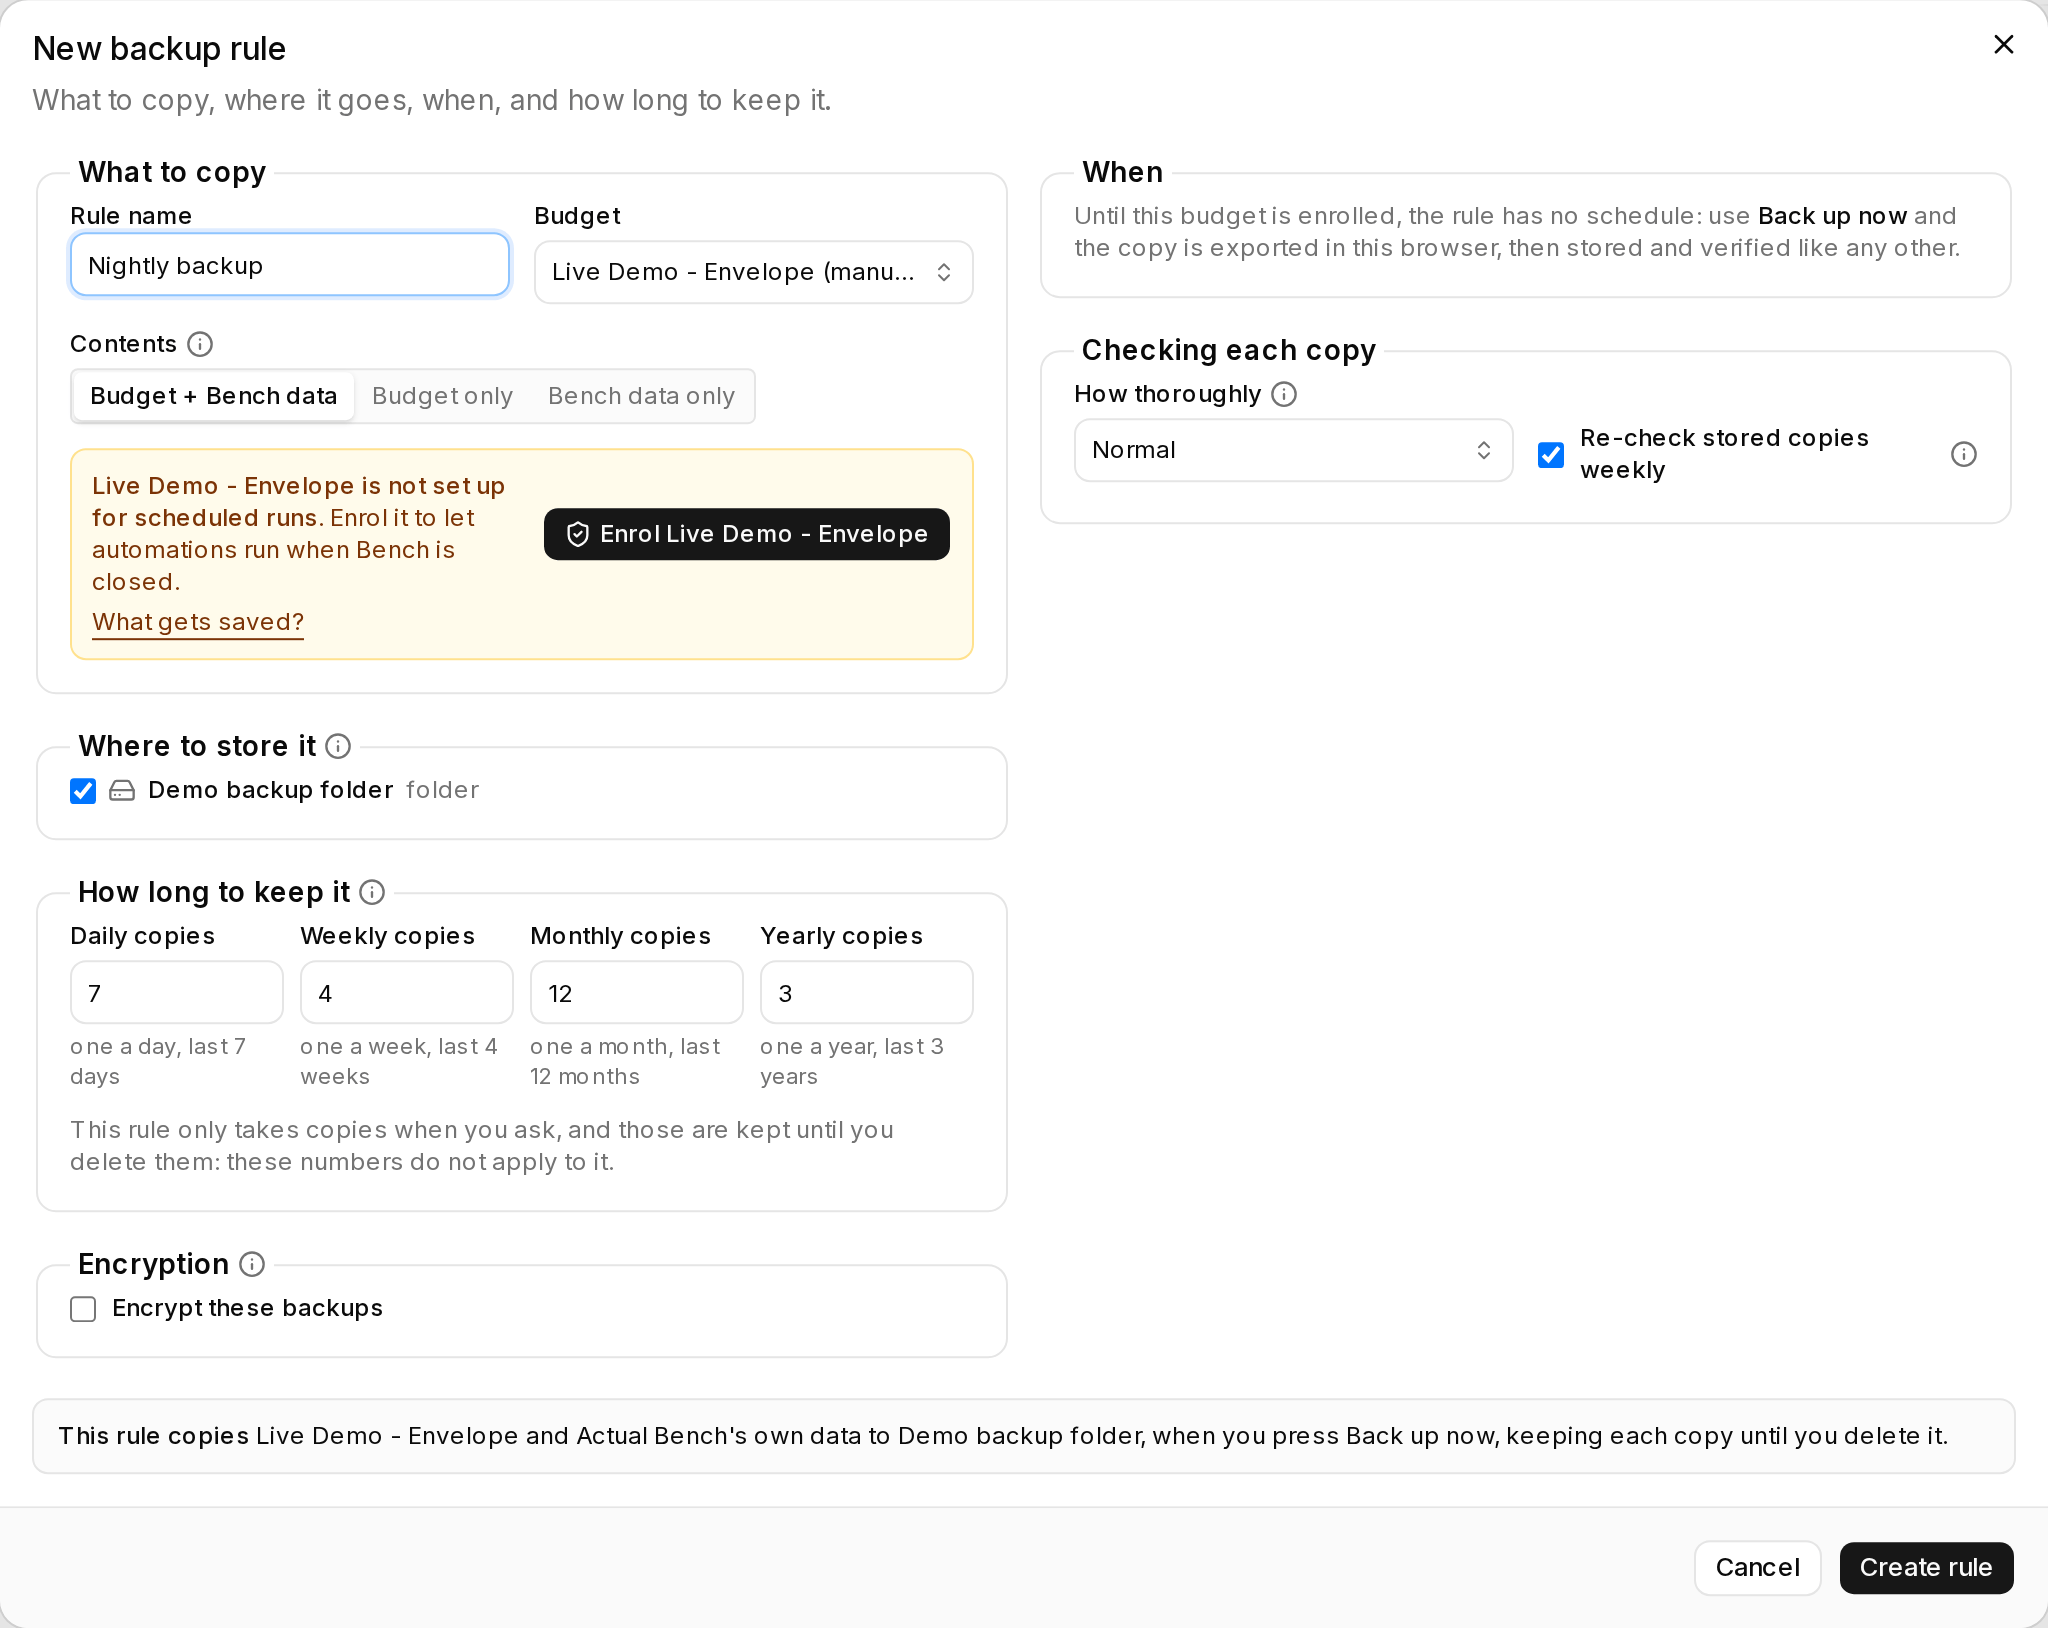 New backup rule
What to copy, where it goes, when, and how long to keep it.
What to copy
Rule name
Nightly backup
Budget
Live Demo - Envelope (manu...
Contents
Budget + Bench data
Budget only
Bench data only
Live Demo - Envelope is not set up
for scheduled runs. Enrol it to let
automations run when Bench is
closed.
What gets saved?
Enrol Live Demo - Envelope
Where to store it
Demo backup folder folder
How long to keep it
Daily copies
7
one a day, last 7
days
Weekly copies
4
one a week, last 4
weeks
Monthly copies
12
one a month, last
12 months
Yearly copies
3
one a year, last 3
years
This rule only takes copies when you ask, and those are kept until you
delete them: these numbers do not apply to it.
Encryption
Encrypt these backups
When
Until this budget is enrolled, the rule has no schedule: use Back up now and
the copy is exported in this browser, then stored and verified like any other.
Checking each copy
How thoroughly
Normal
Re-check stored copies
weekly
This rule copies Live Demo - Envelope and Actual Bench's own data to Demo backup folder, when you press Back up now, keeping each copy until you delete it.
Cancel
Create rule